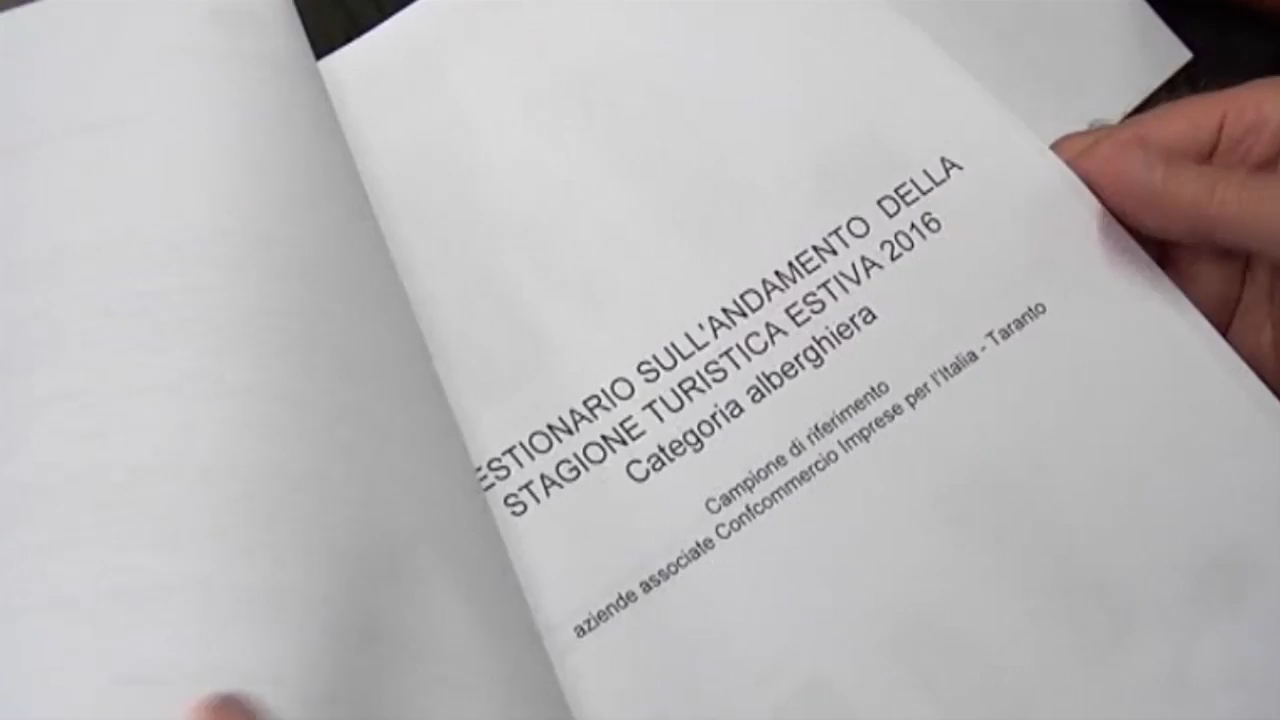 ESTIONARIO SULL'ANDAMENTO DELLA
STAGIONE TURISTICA ESTIVA 2016
Categoria alberghiera
Campione di riferimento
aziende associate Confcommercio Imprese per l'Italia - Taranto